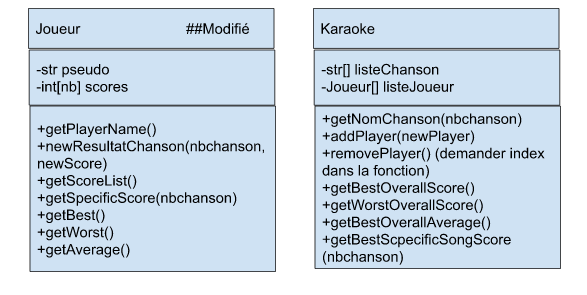 Joueur ##Modifié
-str pseudo
-int[nb] scores
+getPlayerName()
+newResultatChanson(nbchanson,
newScore)
+getScoreList()
+getSpecificScore(nbchanson)
+getBest()
+getWorst()
+getAverage()
Karaoke
-str[] listeChanson
-Joueur[] listeJoueur
+getNomChanson(nbchanson)
+addPlayer(newPlayer)
+removePlayer() (demander index
dans la fonction)
+getBestOverallScore()
+getWorstOverallScore()
+getBestOverallAverage()
+getBestScpecificSongScore
(nbchanson)